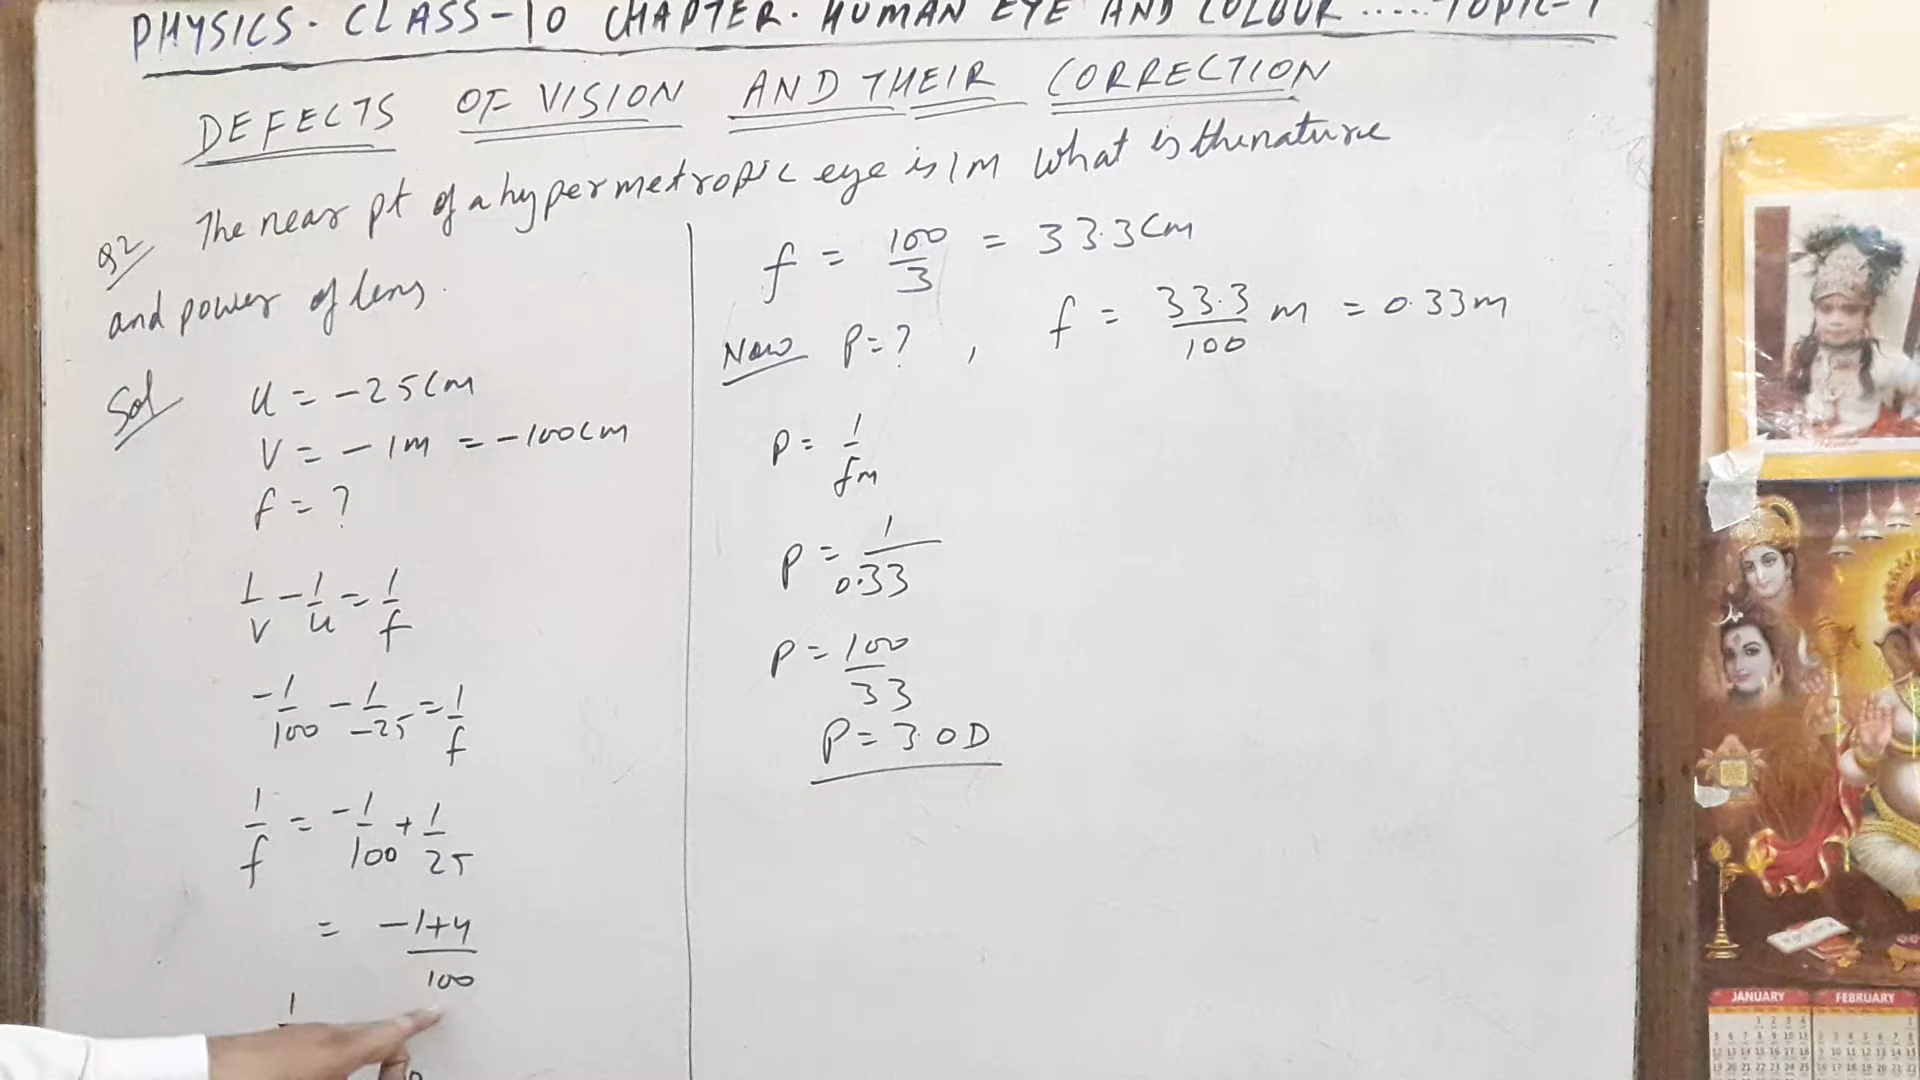 PHYSICS. CLASS-10 CHAPTER. HUMAN EYE AND COLOUR ..... TOPIC-1
DEFECTS OF VISION AND THEIR CORRECTION
Q2 The near pt of a hypermetropic eye is 1m what is the nature
and power of lens.
Sol u = -25cm
v = -1m = -100cm
f = ?
1/v - 1/u = 1/f
-1/100 - 1/-25 = 1/f
1/f = -1/100 + 1/25
= -1+4/100
1
f = 100/3 = 33.3cm
Now P=? , f = 33.3/100 m = 0.33m
P = 1/fm
P = 1/0.33
P = 100/33
P = 3.0D
JANUARY FEBRUARY